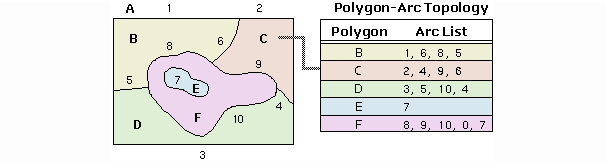 A 1 2
B 8 6 C
9
7 E
5
F 4
D 10
3
Polygon-Arc Topology
Polygon Arc List
B 1, 6, 8, 5
C 2, 4, 9, 6
D 3, 5, 10, 4
E 7
F 8, 9, 10, 0, 7